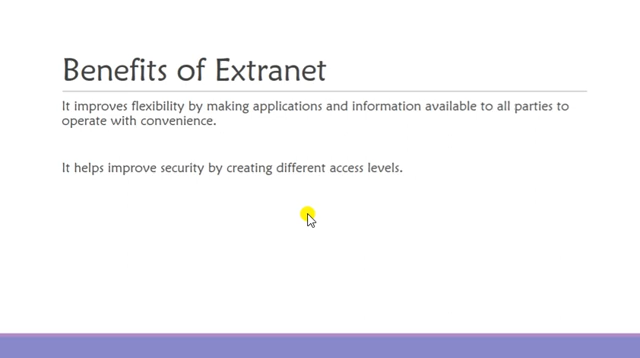 Benefits of Extranet
It improves flexibility by making applications and information available to all parties to
operate with convenience.
It helps improve security by creating different access levels.